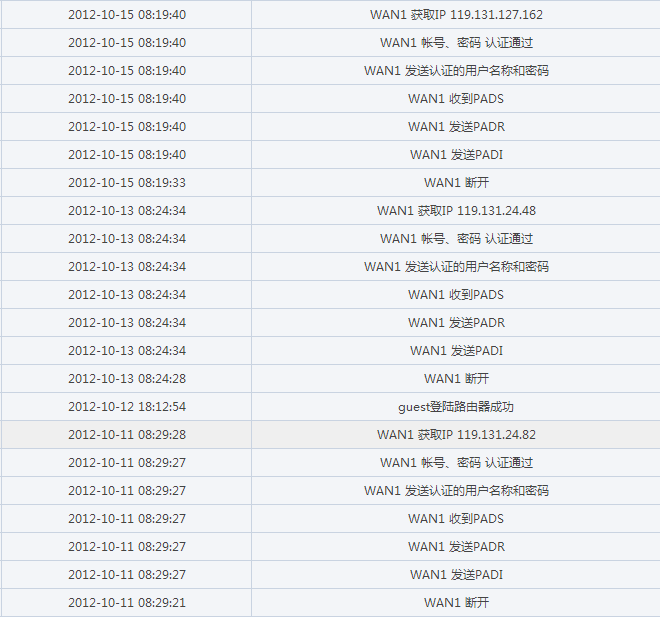 2012-10-15 08:19:40 WAN1 获取IP 119.131.127.162
2012-10-15 08:19:40 WAN1 帐号、密码 认证通过
2012-10-15 08:19:40 WAN1 发送认证的用户名称和密码
2012-10-15 08:19:40 WAN1 收到PADS
2012-10-15 08:19:40 WAN1 发送PADR
2012-10-15 08:19:40 WAN1 发送PADI
2012-10-15 08:19:33 WAN1 断开
2012-10-13 08:24:34 WAN1 获取IP 119.131.24.48
2012-10-13 08:24:34 WAN1 帐号、密码 认证通过
2012-10-13 08:24:34 WAN1 发送认证的用户名称和密码
2012-10-13 08:24:34 WAN1 收到PADS
2012-10-13 08:24:34 WAN1 发送PADR
2012-10-13 08:24:34 WAN1 发送PADI
2012-10-13 08:24:28 WAN1 断开
2012-10-12 18:12:54 guest登陆路由器成功
2012-10-11 08:29:28 WAN1 获取IP 119.131.24.82
2012-10-11 08:29:27 WAN1 帐号、密码 认证通过
2012-10-11 08:29:27 WAN1 发送认证的用户名称和密码
2012-10-11 08:29:27 WAN1 收到PADS
2012-10-11 08:29:27 WAN1 发送PADR
2012-10-11 08:29:27 WAN1 发送PADI
2012-10-11 08:29:21 WAN1 断开